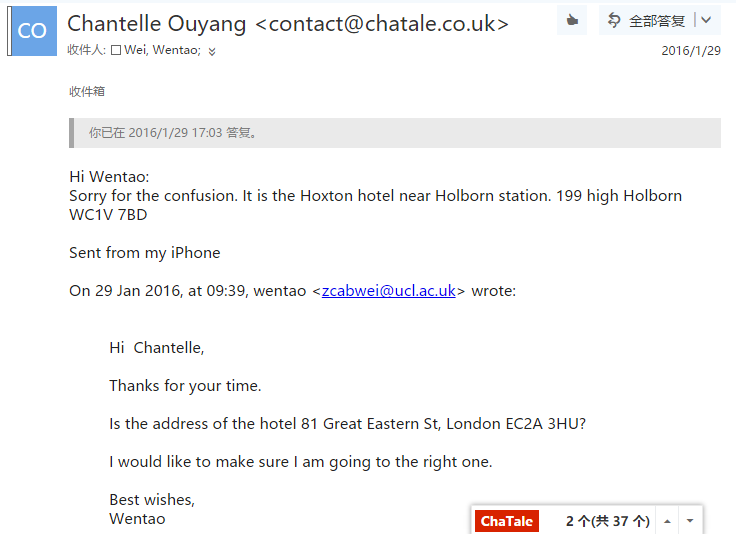 CO
Chantelle Ouyang <contact@chatale.co.uk>
全部答复
收件人: Wei, Wentao;
2016/1/29
收件箱
你已在 2016/1/29 17:03 答复。
Hi Wentao:
Sorry for the confusion. It is the Hoxton hotel near Holborn station. 199 high Holborn
WC1V 7BD
Sent from my iPhone
On 29 Jan 2016, at 09:39, wentao <zcabwei@ucl.ac.uk> wrote:
Hi  Chantelle,
Thanks for your time.
Is the address of the hotel 81 Great Eastern St, London EC2A 3HU?
I would like to make sure I am going to the right one.
Best wishes,
Wentao
ChaTale
2 个(共 37 个)